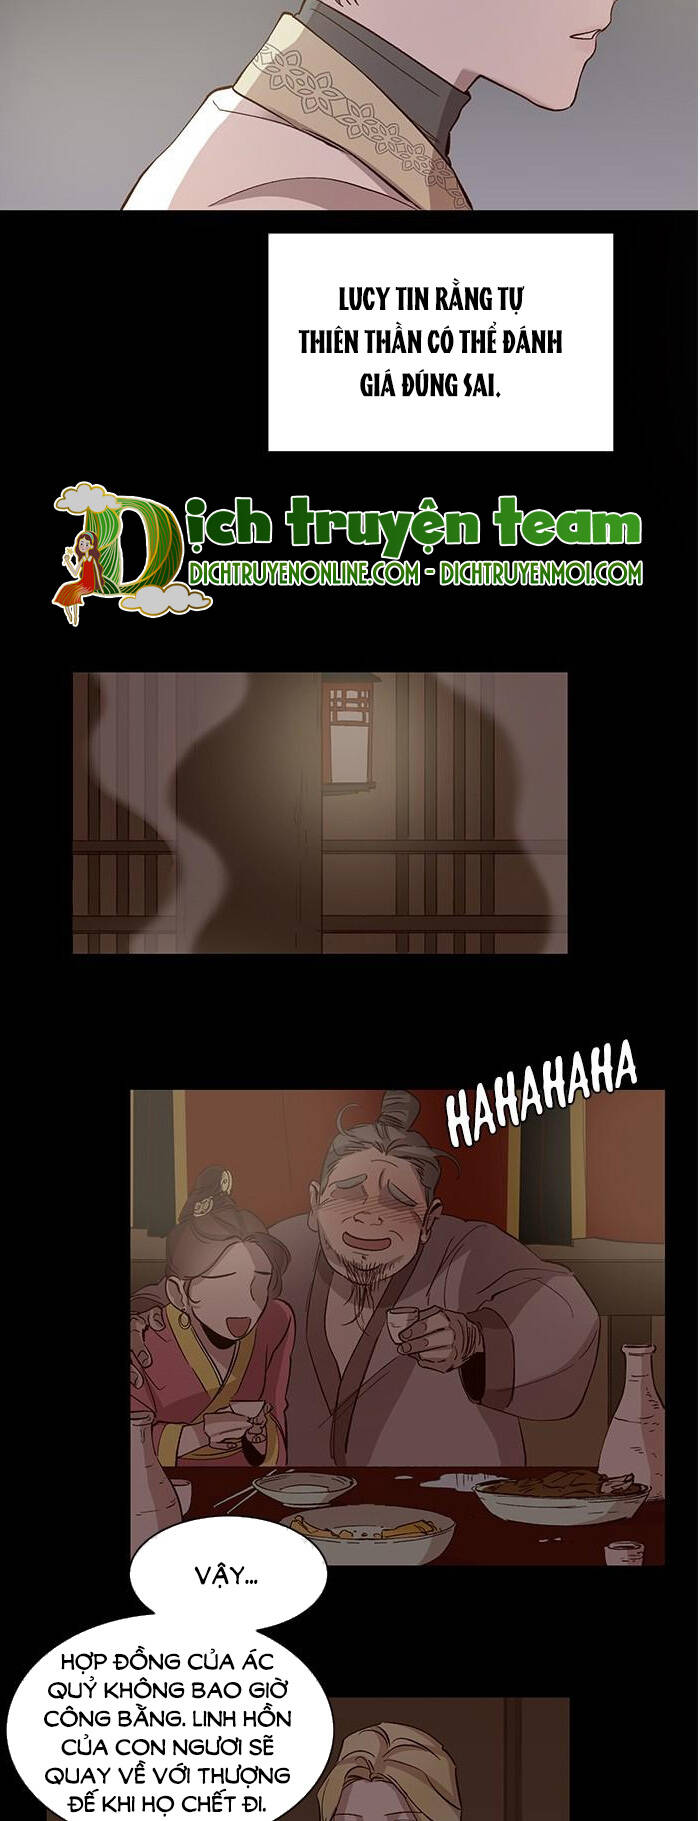 LUCY TIN RẰNG TỰ
THIÊN THẦN CÓ THỂ ĐÁNH
GIÁ ĐÚNG SAI.
Dịch truyện team
DICHTRUYENONLINE.COM - DICHTRUYENMOI.COM
HAHAHAHA
VẬY...
HỢP ĐỒNG CỦA ÁC
QUỶ KHÔNG BAO GIỜ
CÔNG BẰNG. LINH HỒN
CỦA CON NGƯƠI SẼ
QUAY VỀ VỚI THƯỢNG
ĐẾ KHI HỌ CHẾT ĐI.